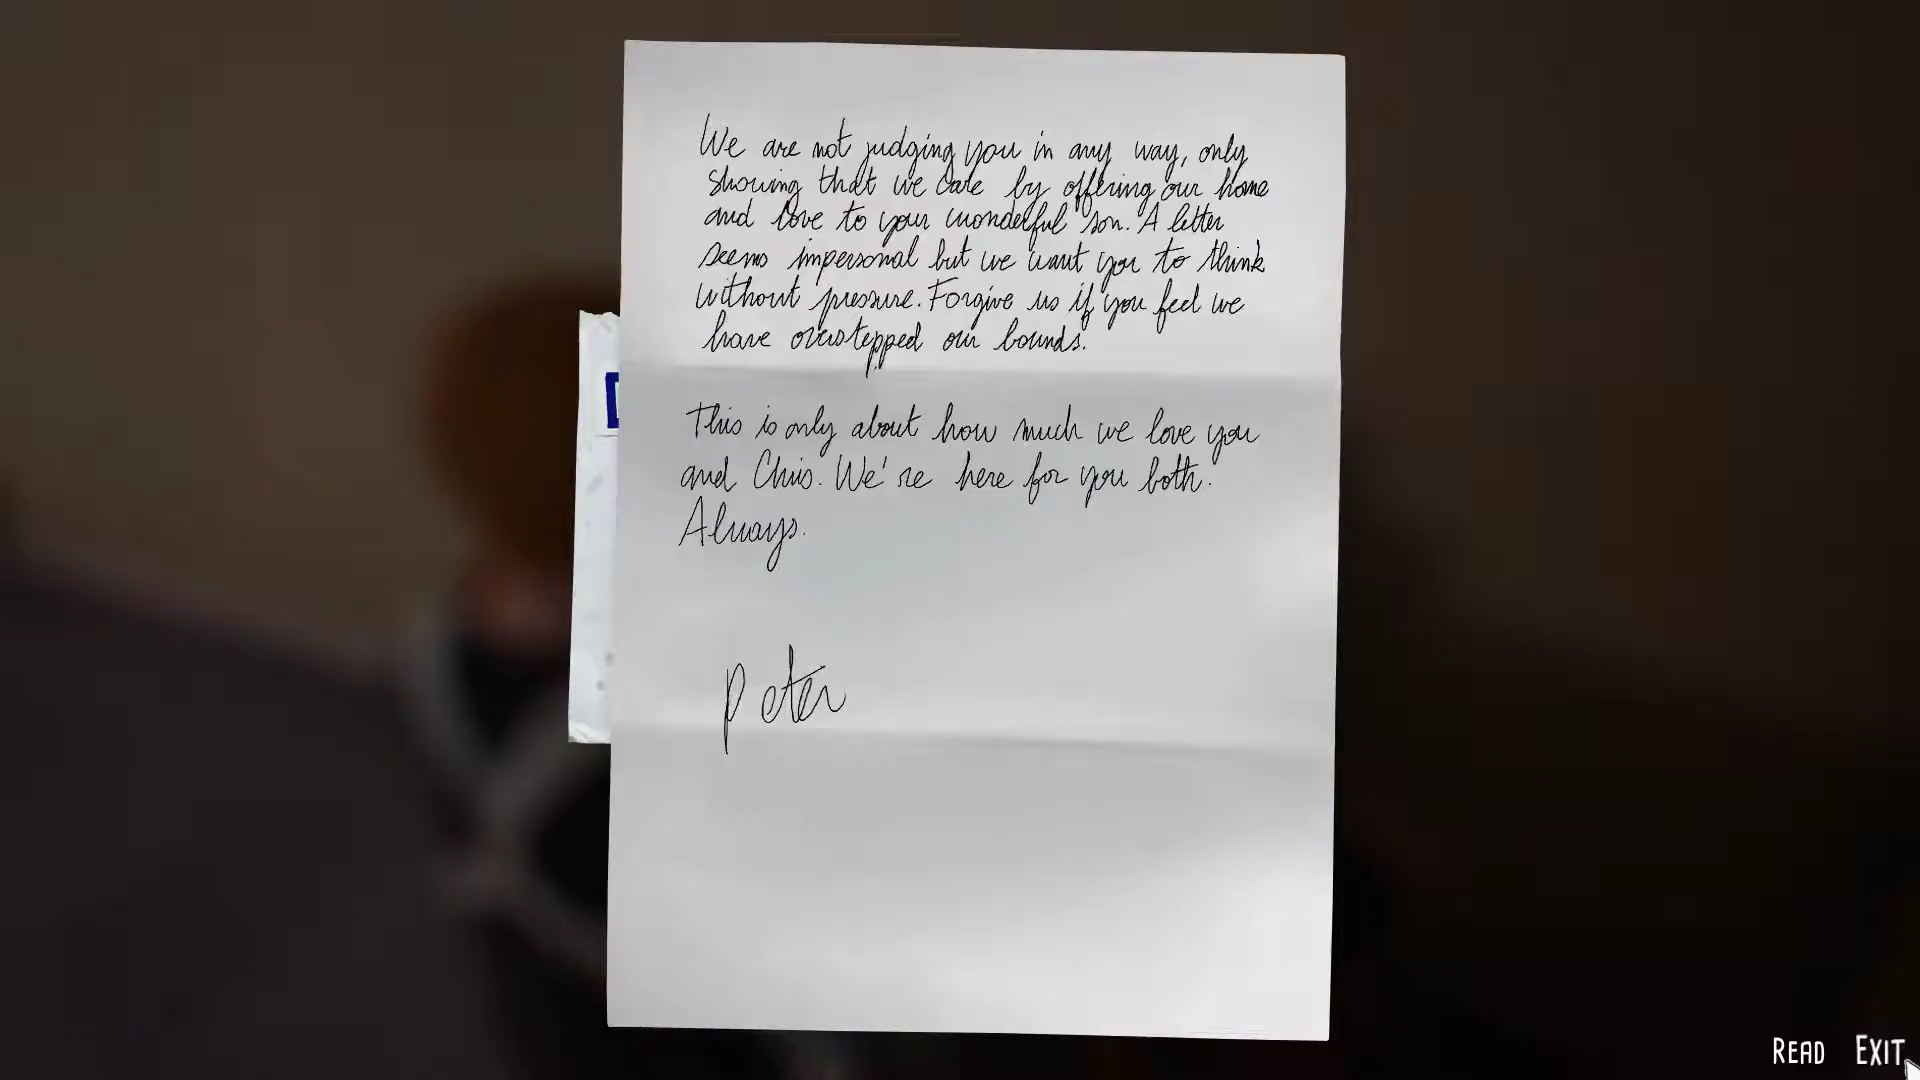 We are not judging you in any way, only
showing that we care by offering our home
and love to your wonderful son. A letter
seems impersonal but we want you to think
without pressure. Forgive us if you feel we
have overstepped our bounds.
This is only about how much we love you
and Chris. We're here for you both.
Always.
Peter
READ EXIT